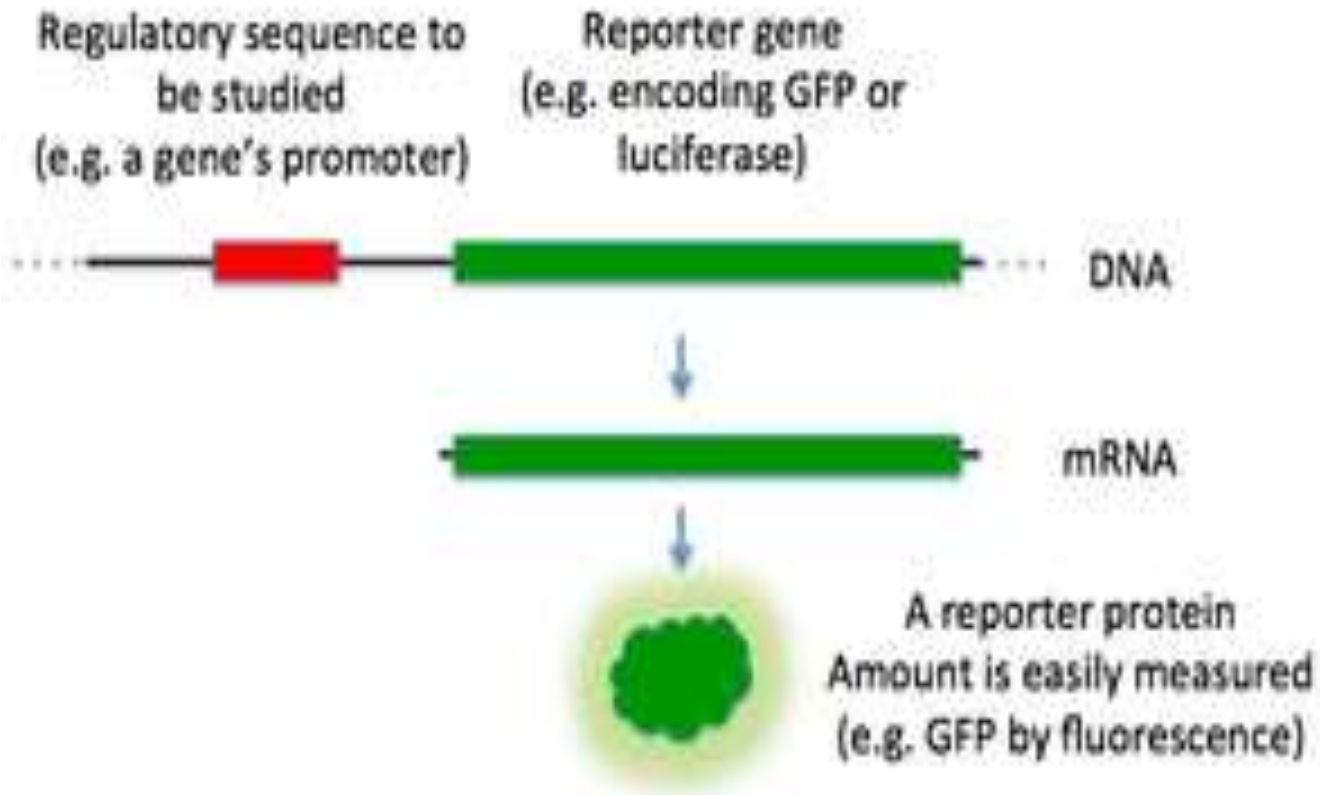 Regulatory sequence to
be studied
(e.g. a gene's promoter)
Reporter gene
(e.g. encoding GFP or
luciferase)
DNA
mRNA
A reporter protein
Amount is easily measured
(e.g. GFP by fluorescence)